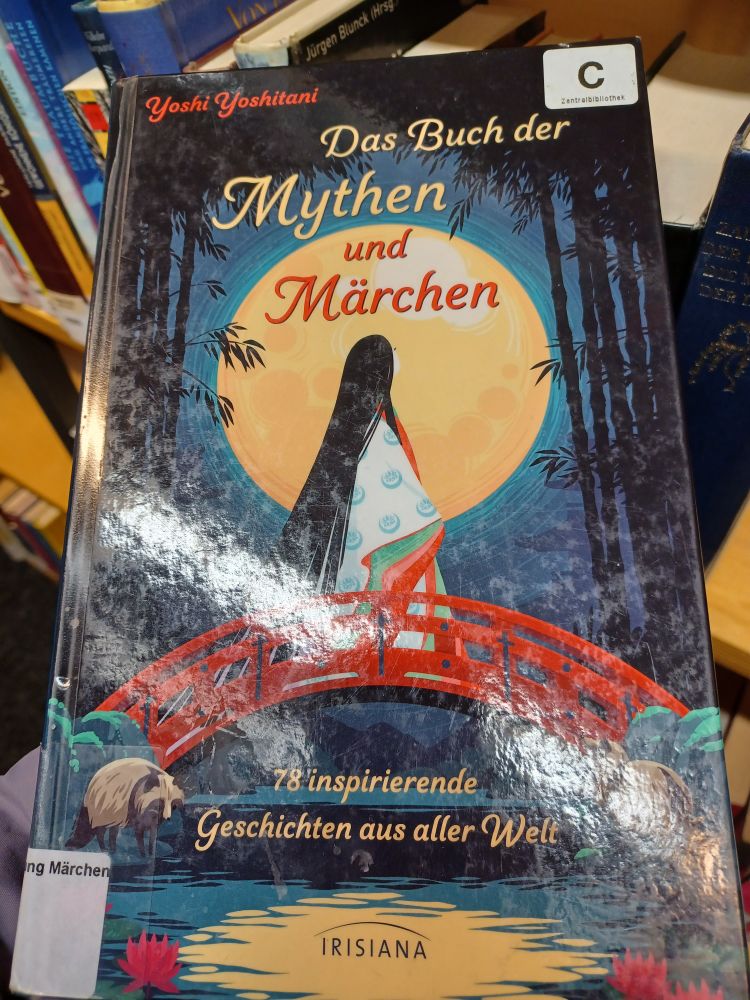 Jürgen Blunck (Hrsg.)
C
Zentralbibliothek
Yoshi Yoshitani
Das Buch der
Mythen
und
Märchen
78 inspirierende
Geschichten aus aller Welt
ng Märchen
IRISIANA